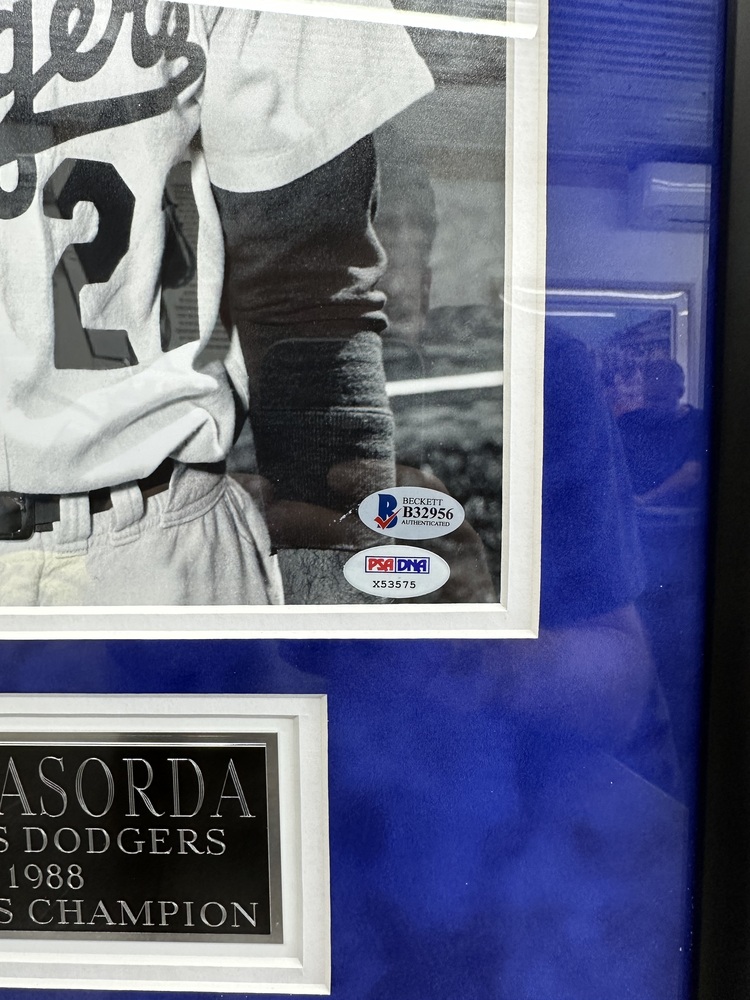 gers
2
BECKETT
B32956
AUTHENTICATED
PSA DNA
X53575
ASORDA
S DODGERS
1988
S CHAMPION